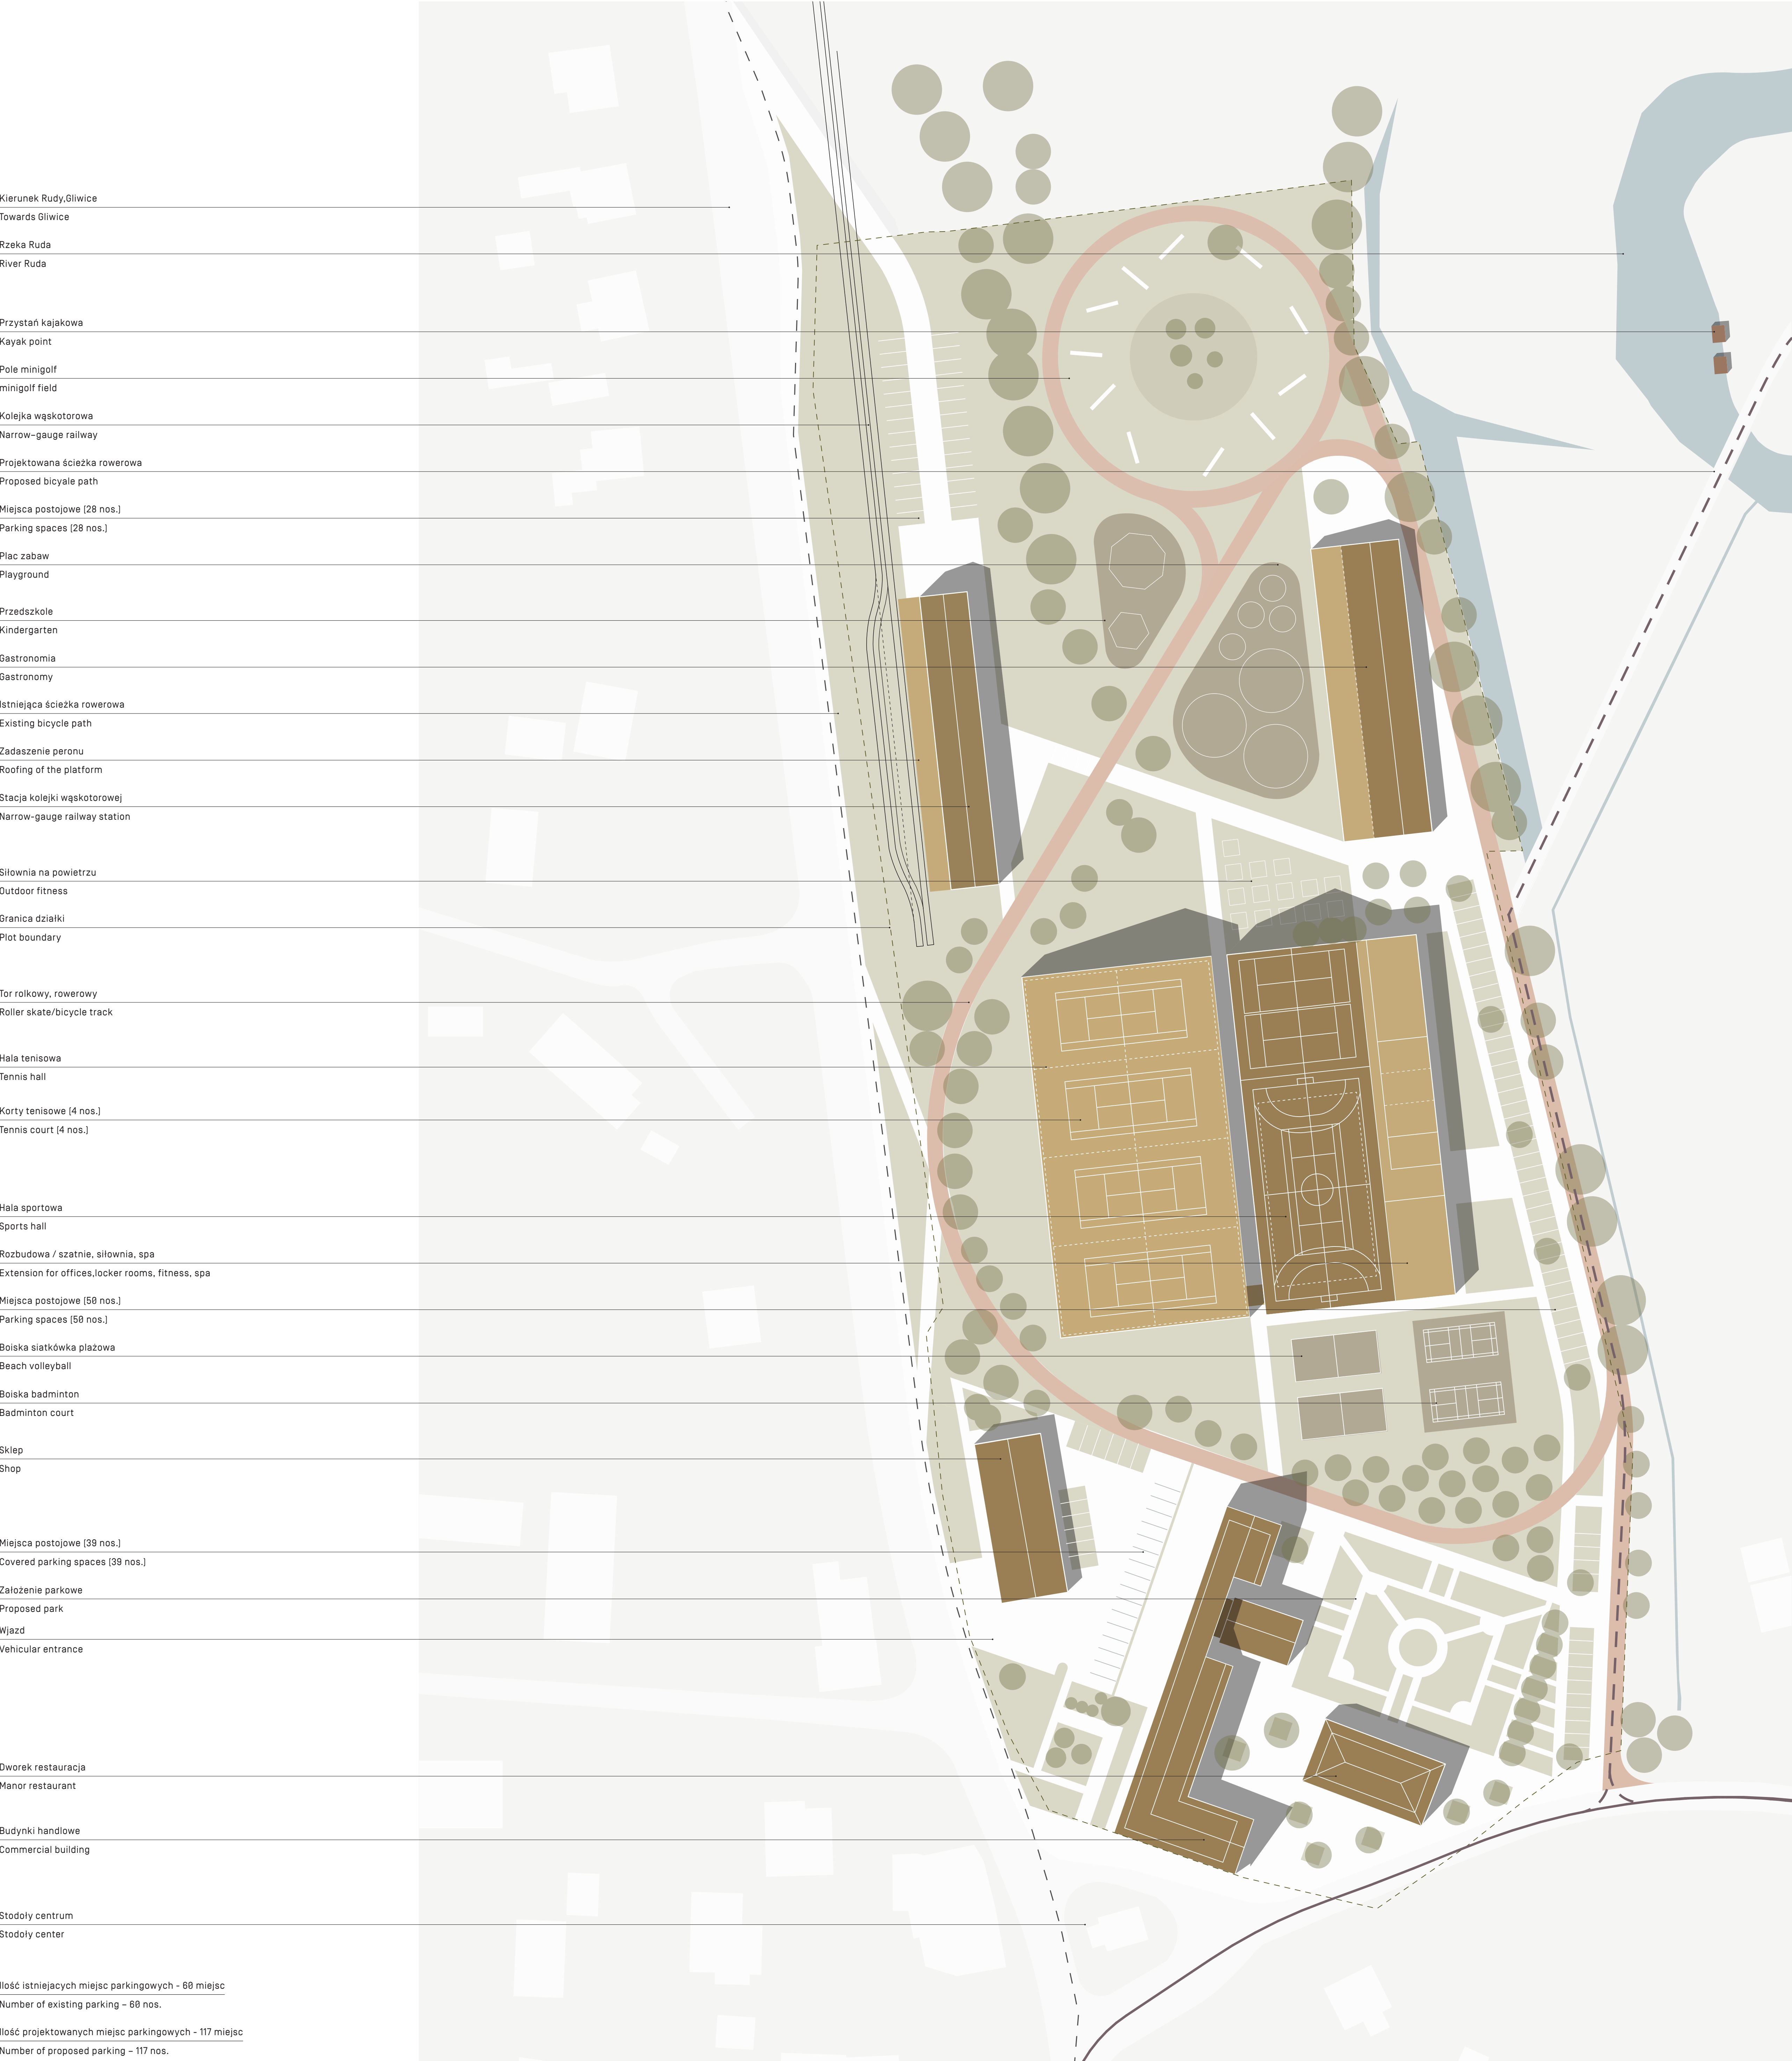 Kierunek Rudy,Gliwice
Towards Gliwice
Rzeka Ruda
River Ruda
Przystań kajakowa
Kayak point
Pole minigolf
minigolf field
Kolejka wąskotorowa
Narrow-gauge railway
Projektowana ścieżka rowerowa
Proposed bicyale path
Miejsca postojowe (28 nos.)
Parking spaces (28 nos.)
Plac zabaw
Playground
Przedszkole
Kindergarten
Gastronomia
Gastronomy
Istniejąca ścieżka rowerowa
Existing bicycle path
Zadaszenie peronu
Roofing of the platform
Stacja kolejki wąskotorowej
Narrow-gauge railway station
Siłownia na powietrzu
Outdoor fitness
Granica działki
Plot boundary
Tor rolkowy, rowerowy
Roller skate/bicycle track
Hala tenisowa
Tennis hall
Korty tenisowe (4 nos.)
Tennis court (4 nos.)
Hala sportowa
Sports hall
Rozbudowa / szatnie, siłownia, spa
Extension for offices,locker rooms, fitness, spa
Miejsca postojowe (50 nos.)
Parking spaces (50 nos.)
Boiska siatkówka plażowa
Beach volleyball
Boiska badminton
Badminton court
Sklep
Shop
Miejsca postojowe (39 nos.)
Covered parking spaces (39 nos.)
Założenie parkowe
Proposed park
Wjazd
Vehicular entrance
Dworek restauracja
Manor restaurant
Budynki handlowe
Commercial building
Stodoły centrum
Stodoły center
Ilość istniejacych miejsc parkingowych - 60 miejsc
Number of existing parking – 60 nos.
Ilość projektowanych miejsc parkingowych - 117 miejsc
Number of proposed parking – 117 nos.